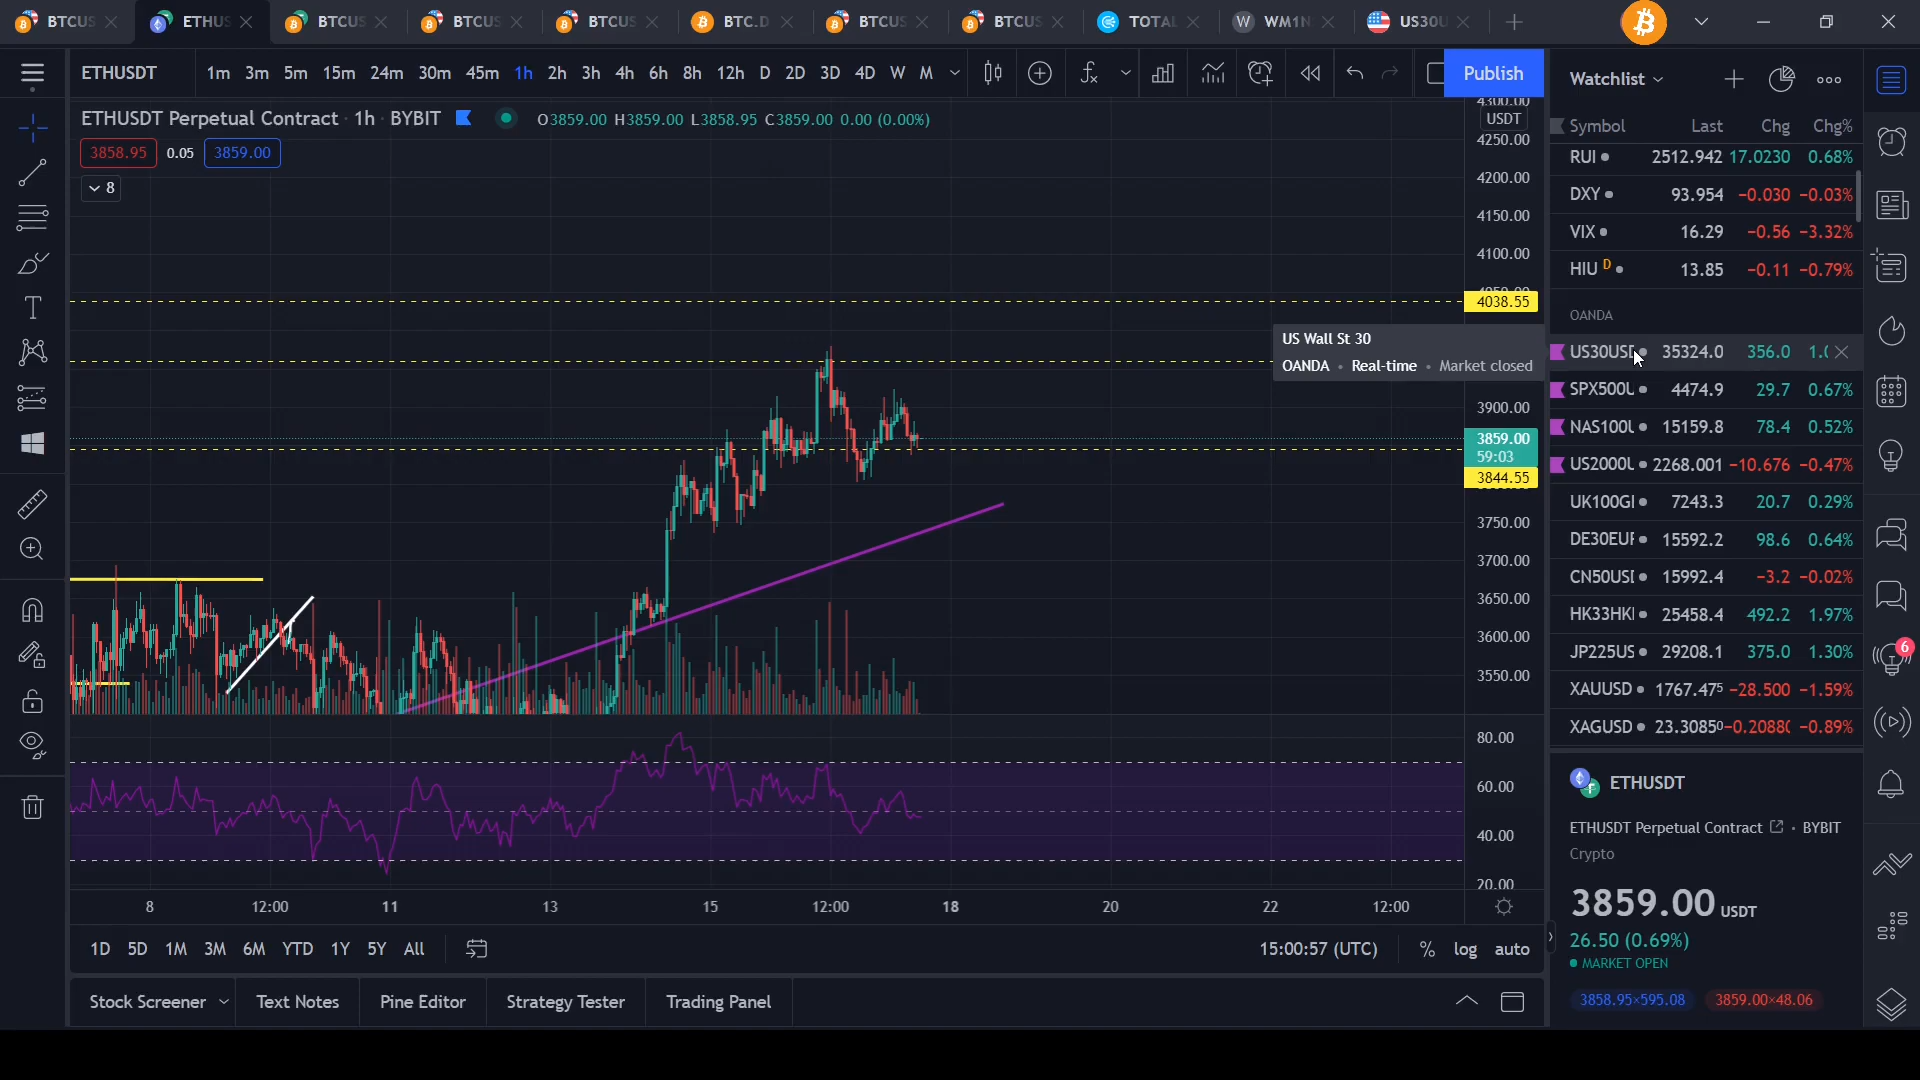 BTCUS ETHUS BTCUS BTCUS BTCUS BTC.D BTCUS BTCUS TOTAL WM1N US30U
ETHUSDT 1m 3m 5m 15m 24m 30m 45m 1h 2h 3h 4h 6h 8h 12h D 2D 3D 4D W M Publish
ETHUSDT Perpetual Contract · 1h · BYBIT O3859.00 H3859.00 L3858.95 C3859.00 0.00 (0.00%)
3858.95 0.05 3859.00
8
4300.00
USDT
4250.00
4200.00
4150.00
4100.00
4050.00
4038.55
3900.00
3859.00
59:03
3844.55
3750.00
3700.00
3650.00
3600.00
3550.00
80.00
60.00
40.00
20.00
US Wall St 30
OANDA • Real-time • Market closed
8 12:00 11 13 15 12:00 18 20 22 12:00
1D 5D 1M 3M 6M YTD 1Y 5Y All 15:00:57 (UTC) % log auto
Stock Screener Text Notes Pine Editor Strategy Tester Trading Panel
Watchlist
Symbol Last Chg Chg%
RUI 2512.942 17.0230 0.68%
DXY 93.954 −0.030 −0.03%
VIX 16.29 −0.56 −3.32%
HIU D 13.85 −0.11 −0.79%
OANDA
US30USD 35324.0 356.0 1.0
SPX500U 4474.9 29.7 0.67%
NAS100U 15159.8 78.4 0.52%
US2000U 2268.001 −10.676 −0.47%
UK100GI 7243.3 20.7 0.29%
DE30EUR 15592.2 98.6 0.64%
CN50USD 15992.4 −3.2 −0.02%
HK33HKD 25458.4 492.2 1.97%
JP225US 29208.1 375.0 1.30%
XAUUSD 1767.475 −28.500 −1.59%
XAGUSD 23.30850 −0.2088 −0.89%
ETHUSDT
ETHUSDT Perpetual Contract · BYBIT
Crypto
3859.00 USDT
26.50 (0.69%)
MARKET OPEN
3858.95×595.08 3859.00×48.06
6